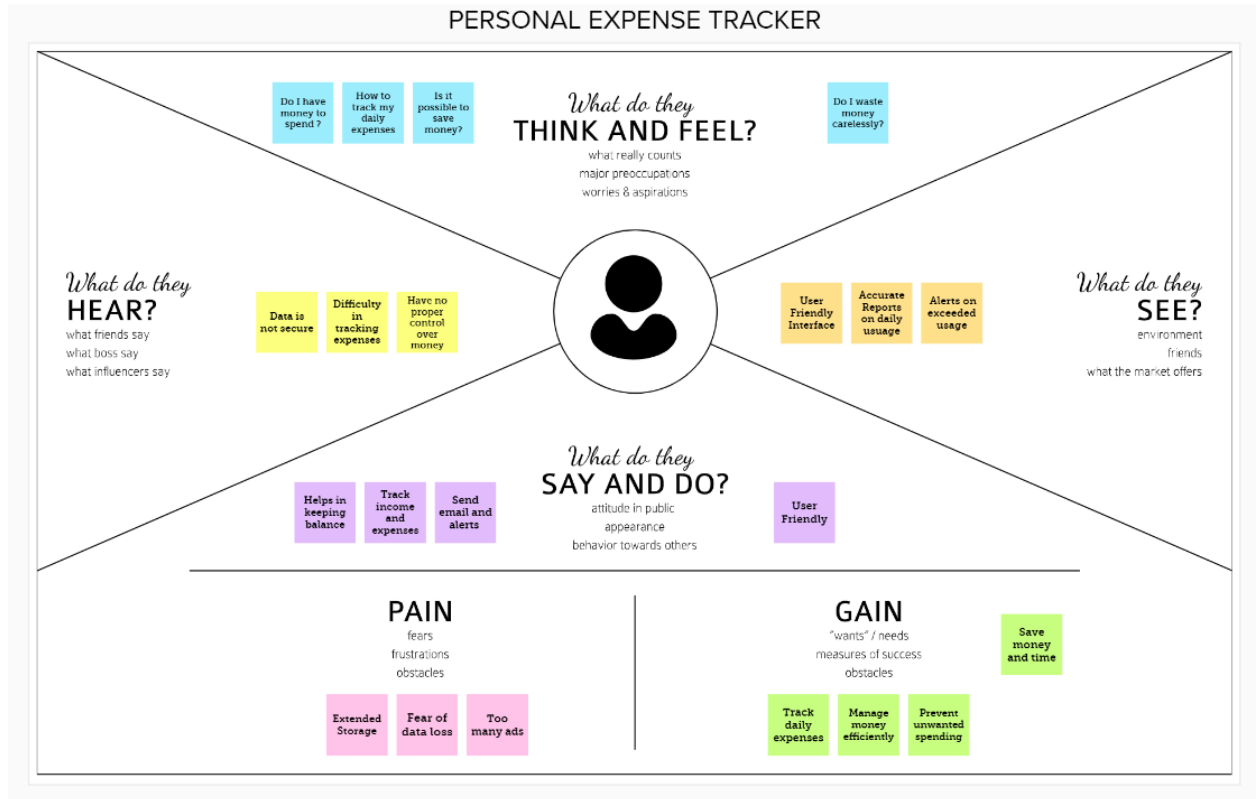 PERSONAL EXPENSE TRACKER
Do I have
money to
spend ?
How to
track my
daily
expenses
Is it
possible to
save
money?
What do they
THINK AND FEEL?
what really counts
major preoccupations
worries & aspirations
Do I waste
money
carelessly?
What do they
HEAR?
what friends say
what boss say
what influencers say
Data is
not secure
Difficulty
in
tracking
expenses
Have no
proper
control
over
money
User
Friendly
Interface
Accurate
Reports
on daily
usuage
Alerts on
exceeded
usage
What do they
SEE?
environment
friends
what the market offers
What do they
SAY AND DO?
attitude in public
appearance
behavior towards others
Helps in
keeping
balance
Track
income
and
expenses
Send
email and
alerts
User
Friendly
PAIN
fears
frustrations
obstacles
Extended
Storage
Fear of
data loss
Too
many ads
GAIN
"wants" / needs
measures of success
obstacles
Save
money
and time
Track
daily
expenses
Manage
money
efficiently
Prevent
unwanted
spending